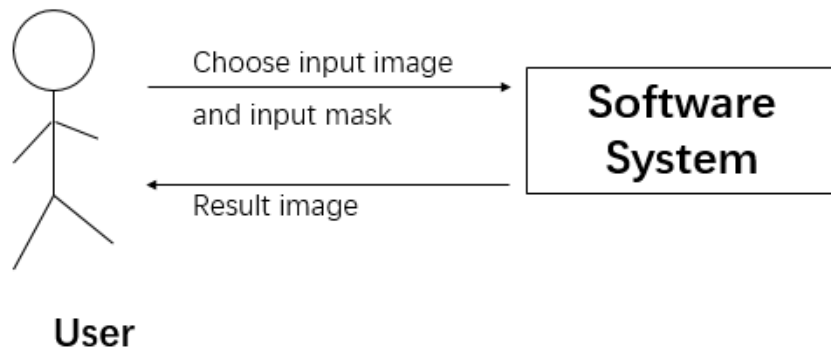 Choose input image
and input mask
Software
System
Result image
User